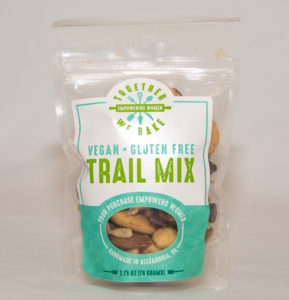 TOGETHER
EMPOWERING WOMEN
WE BAKE
VEGAN • GLUTEN FREE
TRAIL MIX
YOUR PURCHASE EMPOWERS WOMEN
HANDMADE IN ALEXANDRIA, VA
2.75 OZ (78 GRAMS)